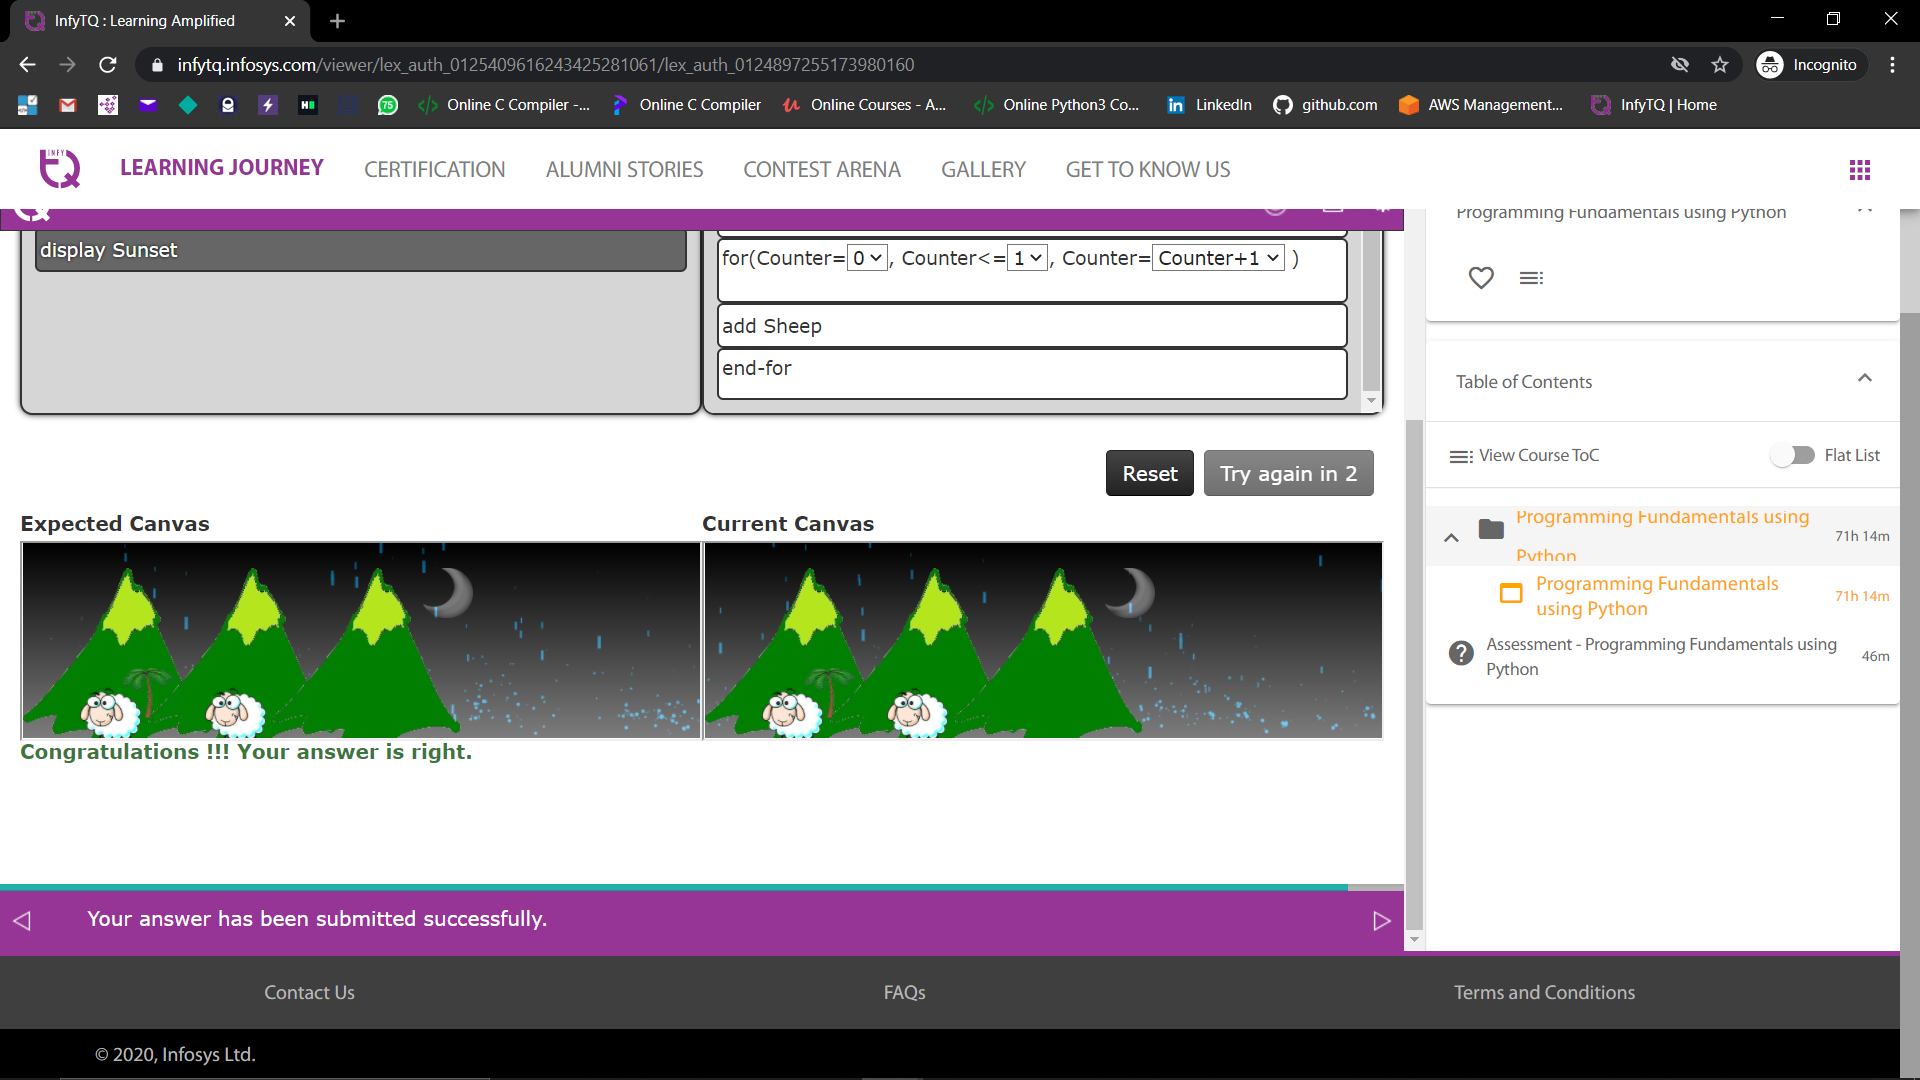 InfyTQ : Learning Amplified
infytq.infosys.com/viewer/lex_auth_0125409616243425281061/lex_auth_0124897255173980160
Incognito
75
H
Online C Compiler -...
Online C Compiler
Online Courses - A...
Online Python3 Co...
LinkedIn
github.com
AWS Management...
InfyTQ | Home
INFY
TQ
LEARNING JOURNEY
CERTIFICATION
ALUMNI STORIES
CONTEST ARENA
GALLERY
GET TO KNOW US
Programming Fundamentals using Python
display Sunset
for(Counter= 0 , Counter<= 1 , Counter= Counter+1 )
add Sheep
end-for
Reset
Try again in 2
Expected Canvas
Current Canvas
Congratulations !!! Your answer is right.
Your answer has been submitted successfully.
Table of Contents
View Course ToC
Flat List
Programming Fundamentals using
Python
71h 14m
Programming Fundamentals
using Python
71h 14m
Assessment - Programming Fundamentals using
Python
46m
Contact Us
FAQs
Terms and Conditions
© 2020, Infosys Ltd.